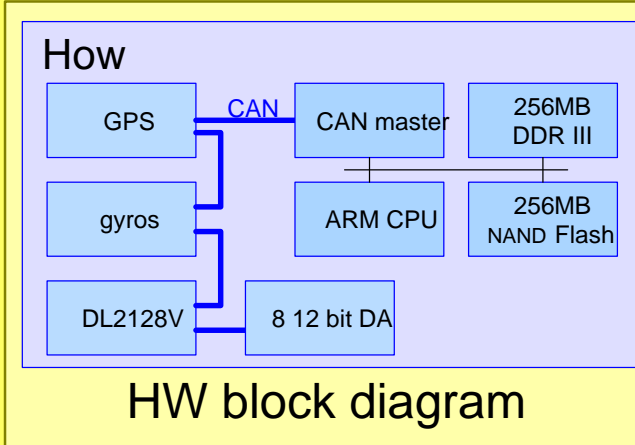 How
GPS
CAN
CAN master
256MB
DDR III
gyros
ARM CPU
256MB
NAND Flash
DL2128V
8 12 bit DA
HW block diagram